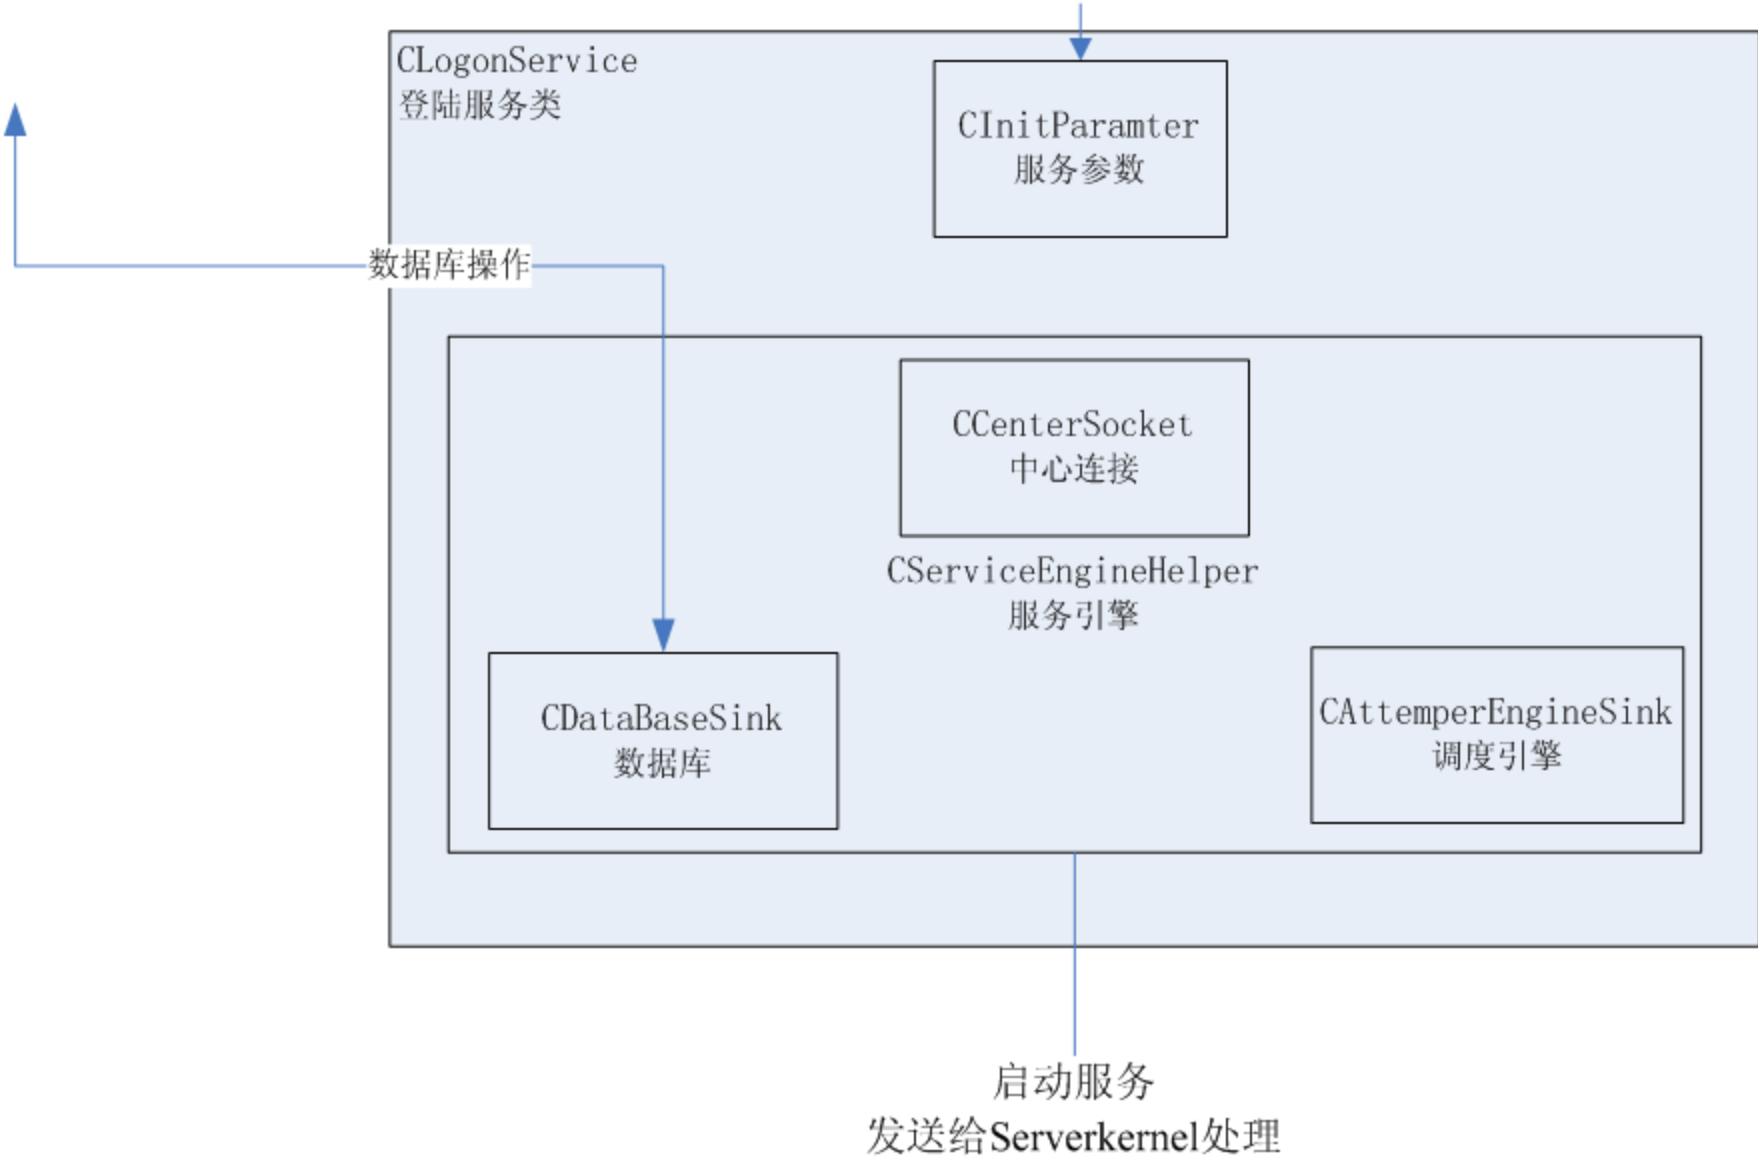 CLogonService
登陆服务类
CInitParamter
服务参数
数据库操作
CCenterSocket
中心连接
CServiceEngineHelper
服务引擎
CDataBaseSink
数据库
CAttemperEngineSink
调度引擎
启动服务
发送给Serverkernel处理